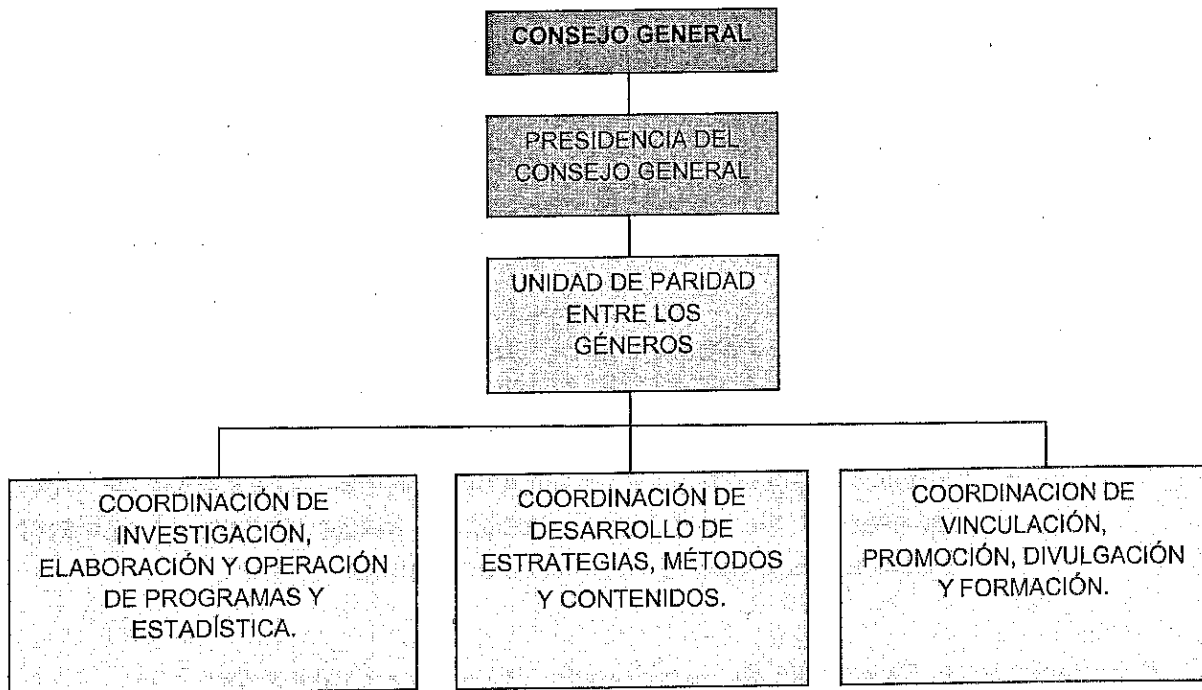 CONSEJO GENERAL
PRESIDENCIA DEL
CONSEJO GENERAL
UNIDAD DE PARIDAD
ENTRE LOS
GÉNEROS
COORDINACIÓN DE
INVESTIGACIÓN,
ELABORACIÓN Y OPERACIÓN
DE PROGRAMAS Y
ESTADÍSTICA.
COORDINACIÓN DE
DESARROLLO DE
ESTRATEGIAS, MÉTODOS
Y CONTENIDOS.
COORDINACION DE
VINCULACIÓN,
PROMOCIÓN, DIVULGACIÓN
Y FORMACIÓN.